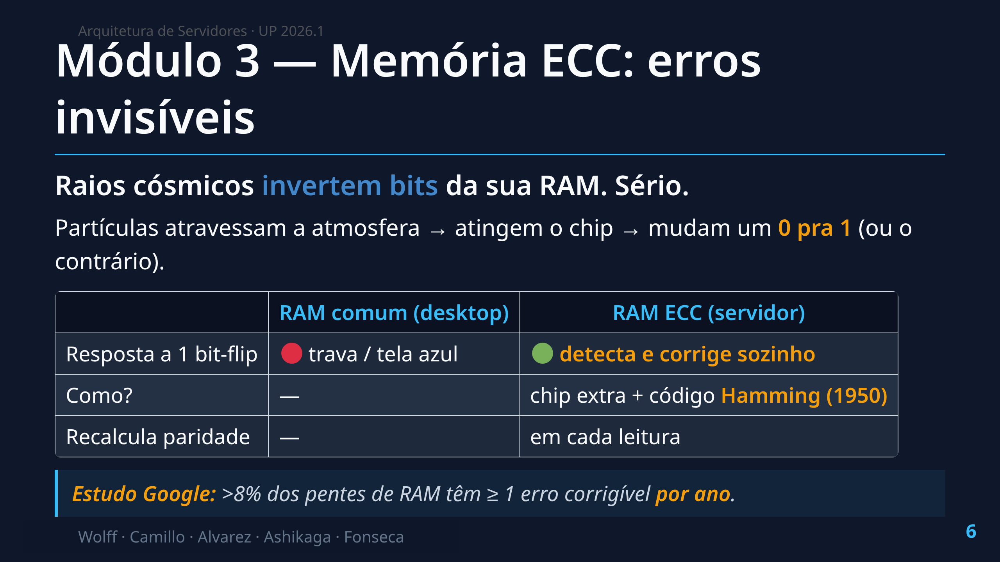 Arquitetura de Servidores · UP 2026.1
Módulo 3 — Memória ECC: erros
invisíveis
Raios cósmicos invertem bits da sua RAM. Sério.
Partículas atravessam a atmosfera → atingem o chip → mudam um 0 pra 1 (ou o
contrário).
RAM comum (desktop) RAM ECC (servidor)
Resposta a 1 bit-flip 🔴 trava / tela azul 🟢 detecta e corrige sozinho
Como? — chip extra + código Hamming (1950)
Recalcula paridade — em cada leitura
Estudo Google: >8% dos pentes de RAM têm ≥ 1 erro corrigível por ano.
Wolff · Camillo · Alvarez · Ashikaga · Fonseca
6